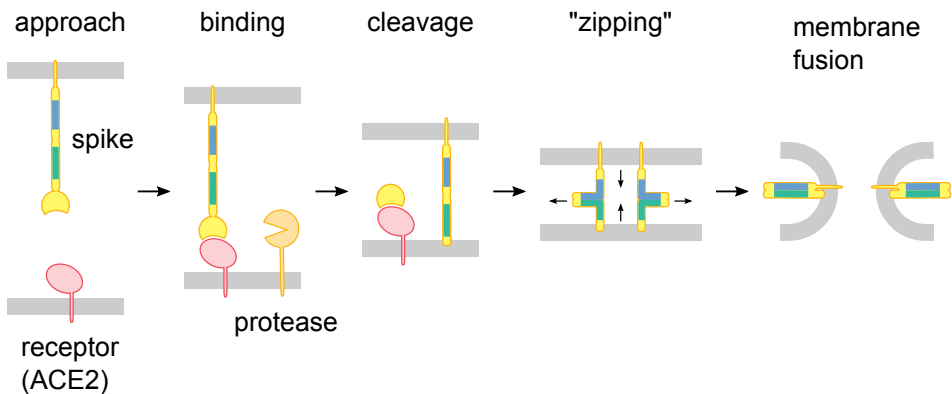 approach
binding
cleavage
"zipping"
membrane
fusion
spike
protease
receptor
(ACE2)